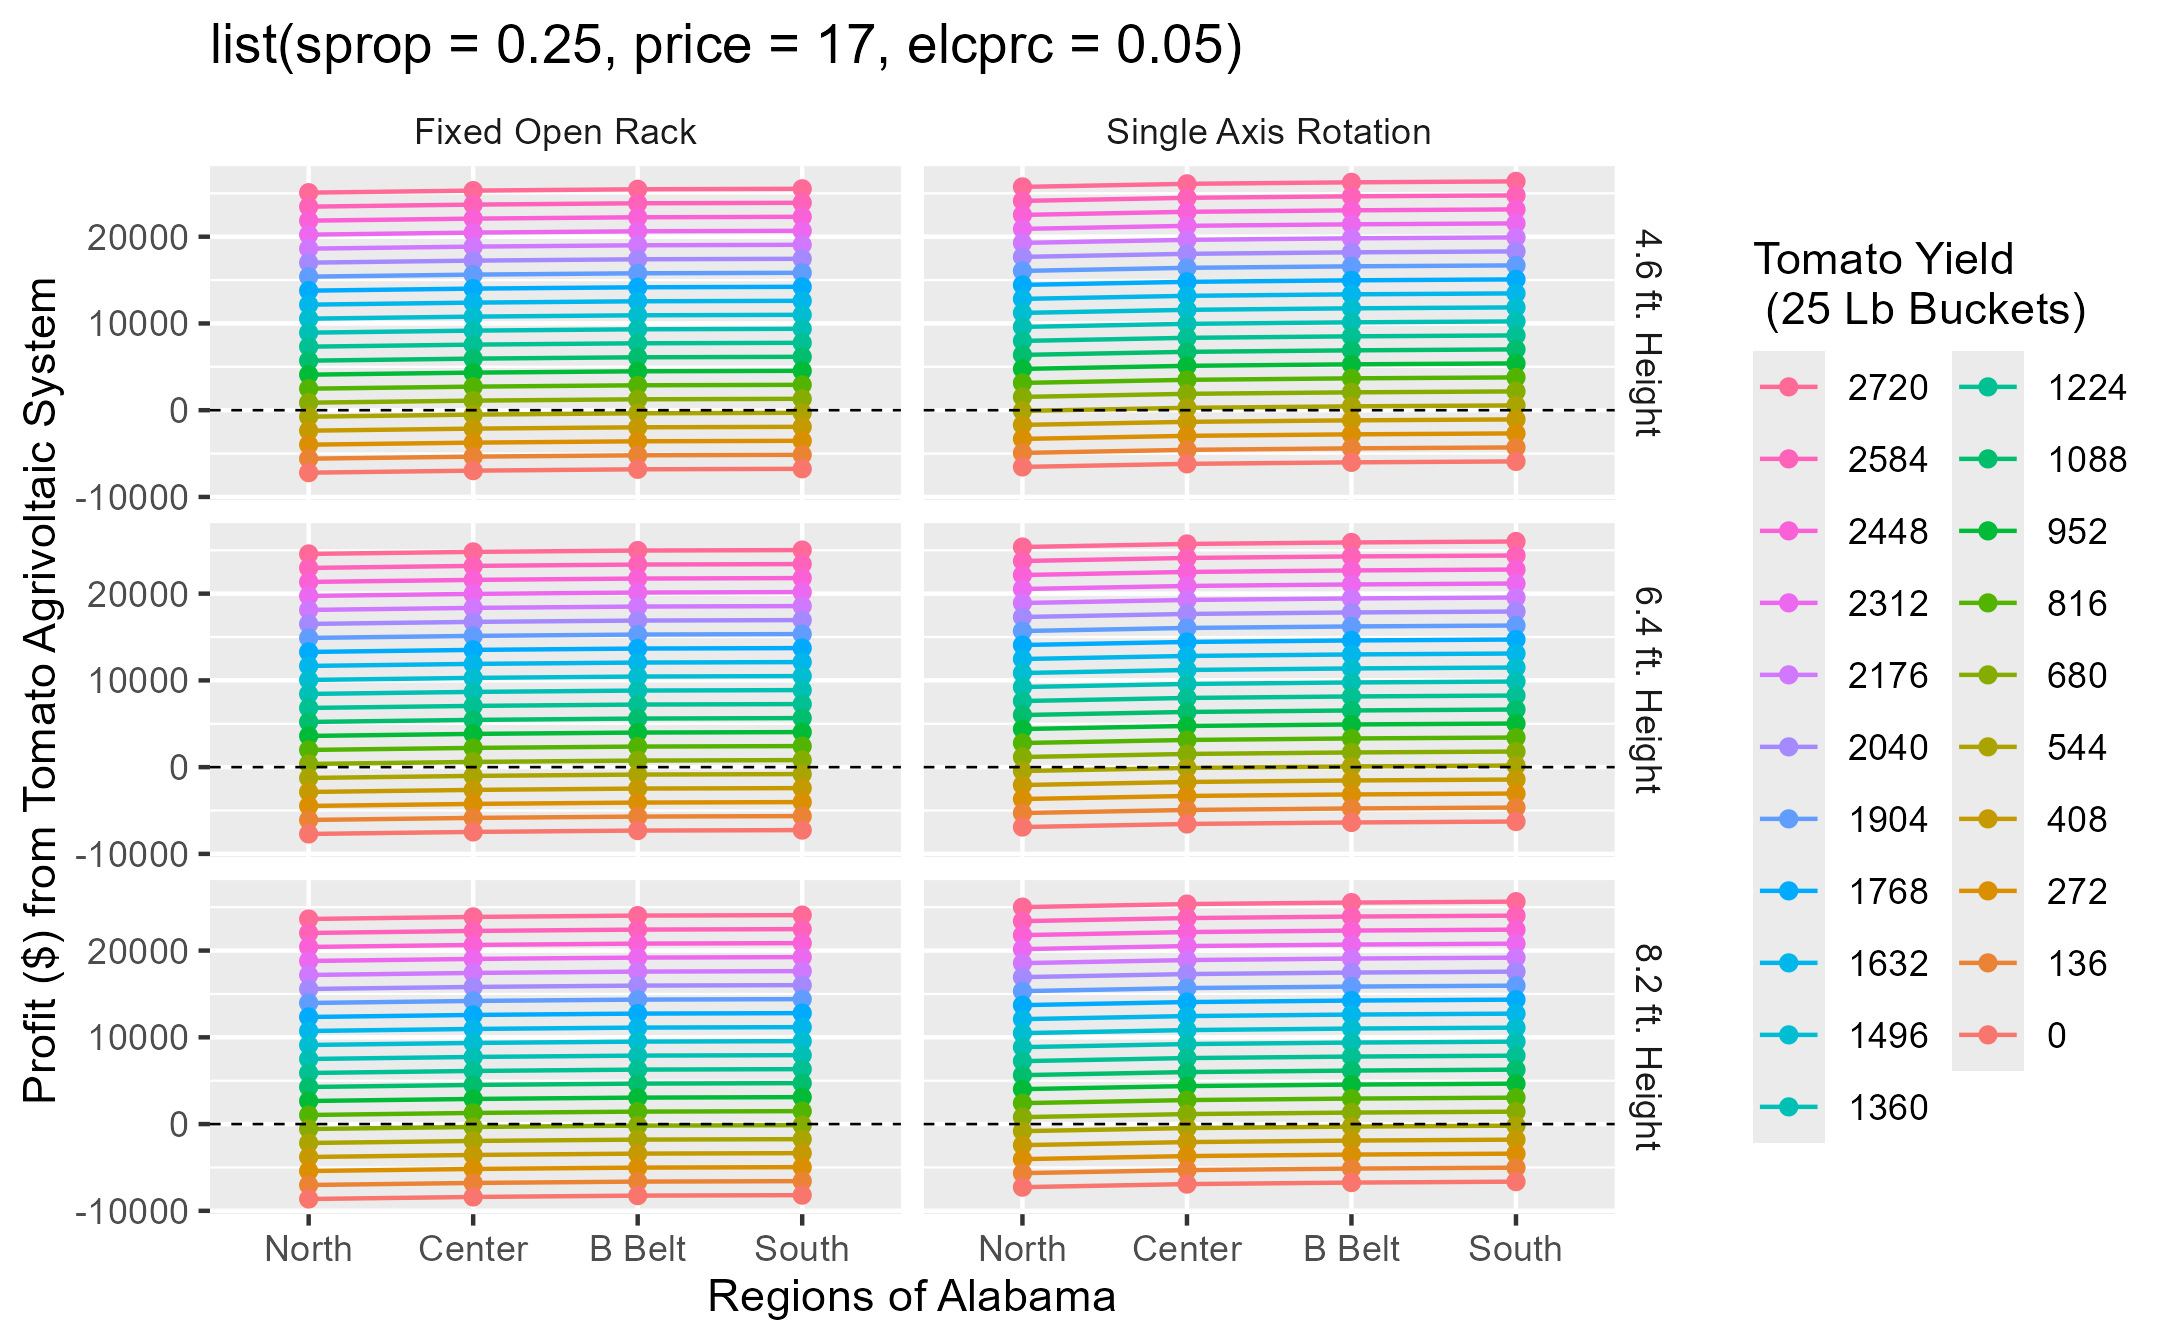 list(sprop = 0.25, price = 17, elcprc = 0.05)
Fixed Open Rack
Single Axis Rotation
Profit ($) from Tomato Agrivoltaic System
20000
10000
0
-10000
4.6 ft. Height
20000
10000
0
-10000
6.4 ft. Height
20000
10000
0
-10000
8.2 ft. Height
North Center B Belt South
North Center B Belt South
Regions of Alabama
Tomato Yield
(25 Lb Buckets)
2720
2584
2448
2312
2176
2040
1904
1768
1632
1496
1360
1224
1088
952
816
680
544
408
272
136
0